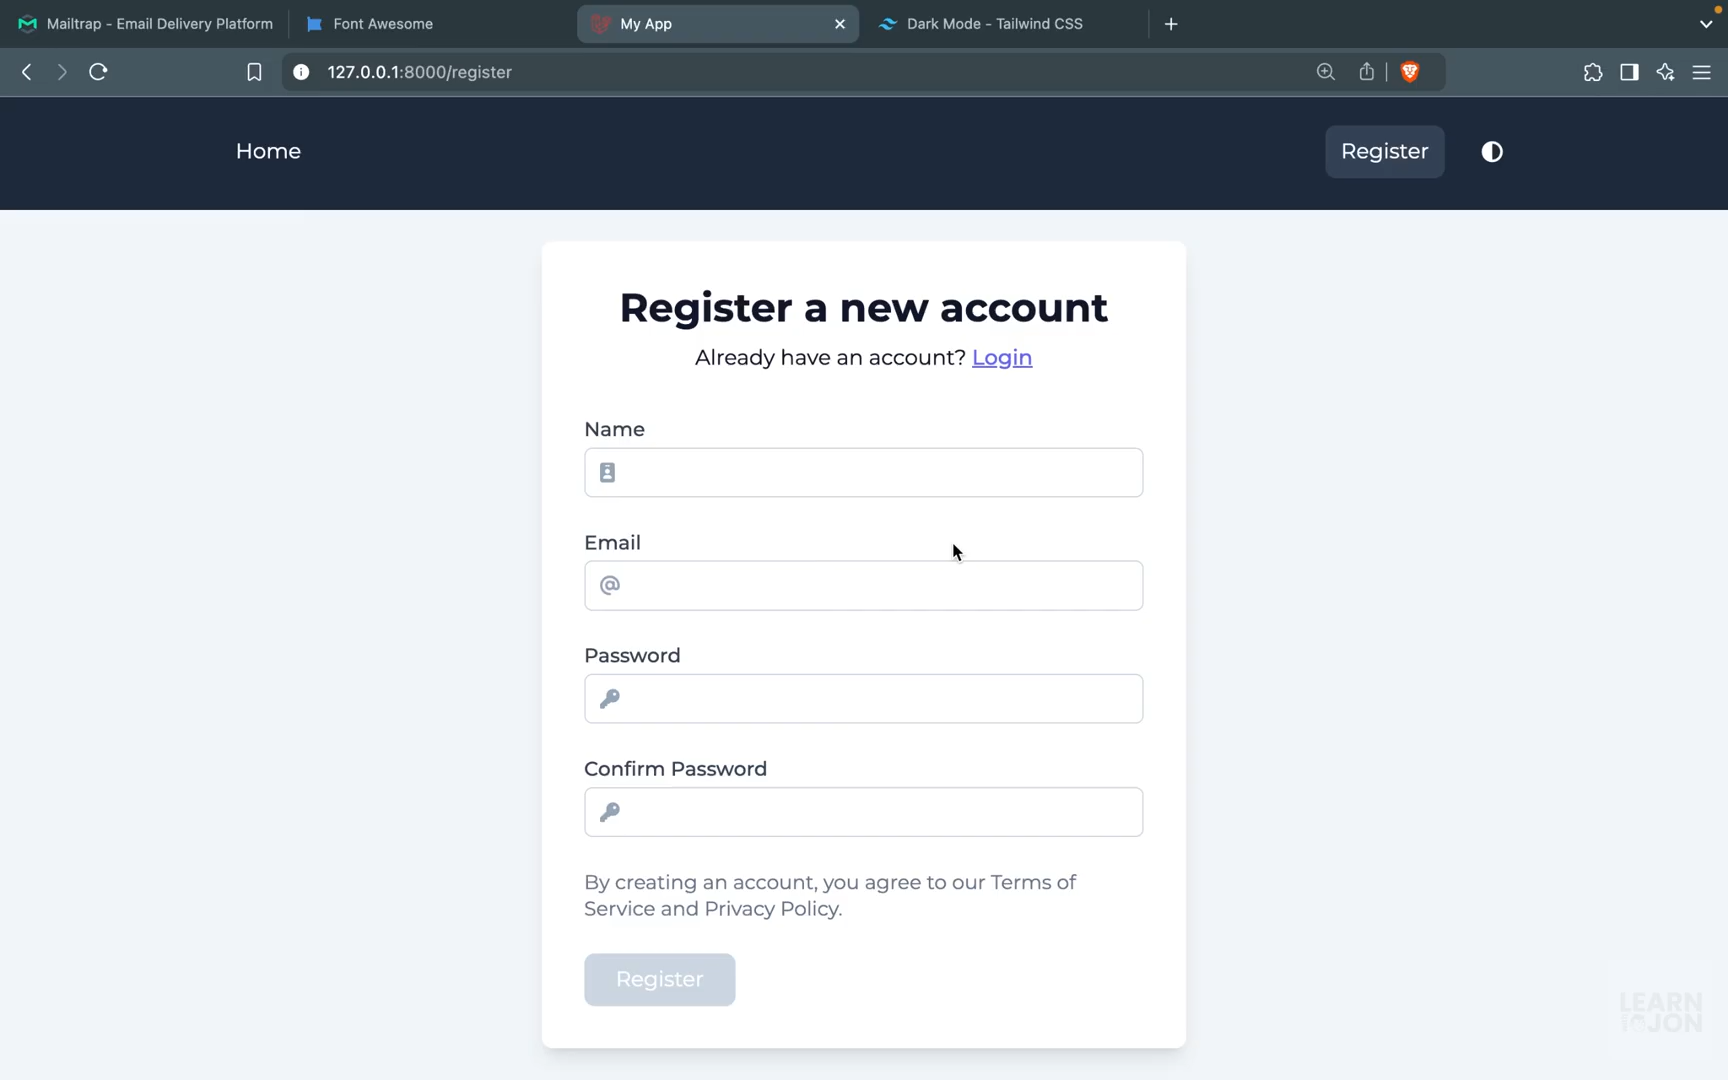 Mailtrap - Email Delivery Platform
Font Awesome
My App
Dark Mode - Tailwind CSS
127.0.0.1:8000/register
Home
Register
Register a new account
Already have an account? Login
Name
Email
@
Password
Confirm Password
By creating an account, you agree to our Terms of
Service and Privacy Policy.
Register
LEARN
JON